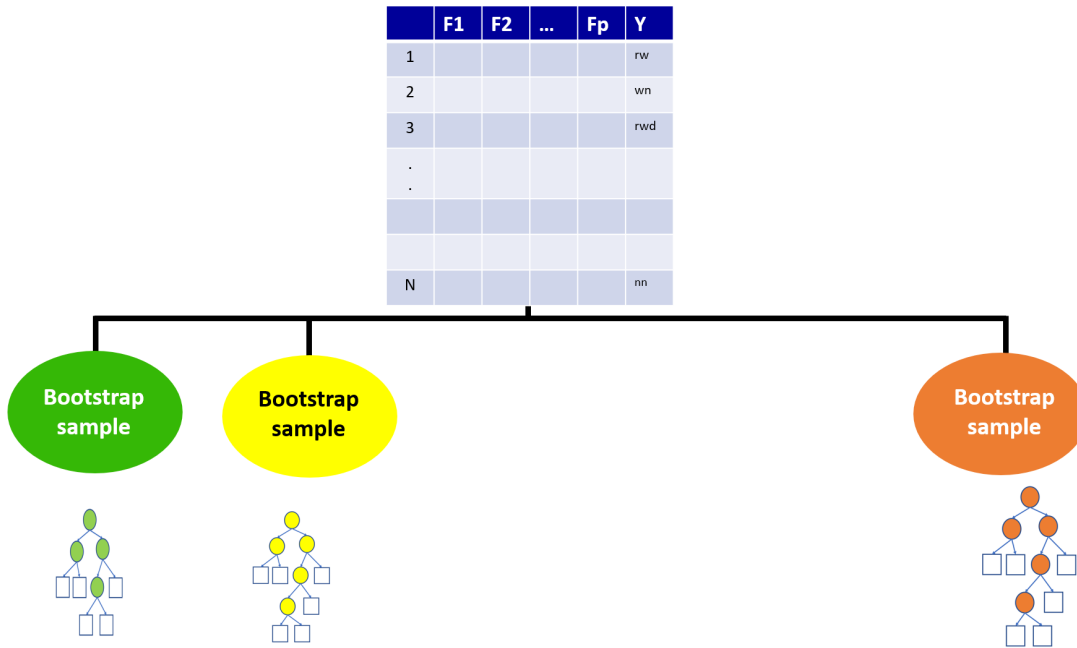 F1 F2 ... Fp Y
1 rw
2 wn
3 rwd
.
.
N nn
Bootstrap sample
Bootstrap sample
Bootstrap sample